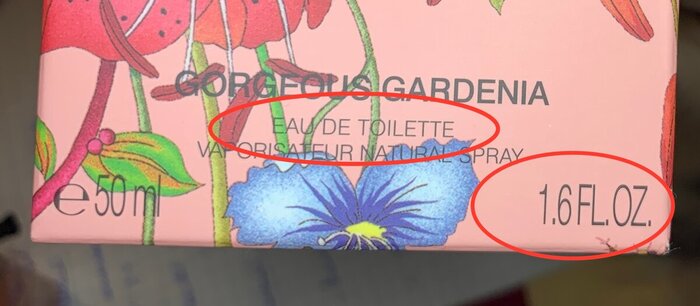 GORGEOUS GARDENIA
EAU DE TOILETTE
VAPORISATEUR NATURAL SPRAY
℮ 50 ml 1.6 FL. OZ.